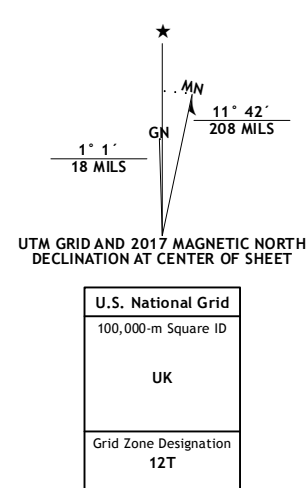 ★
MN
11° 42´
208 MILS
GN
1° 1´
18 MILS
UTM GRID AND 2017 MAGNETIC NORTH
DECLINATION AT CENTER OF SHEET
U.S. National Grid
100,000-m Square ID
UK
Grid Zone Designation
12T